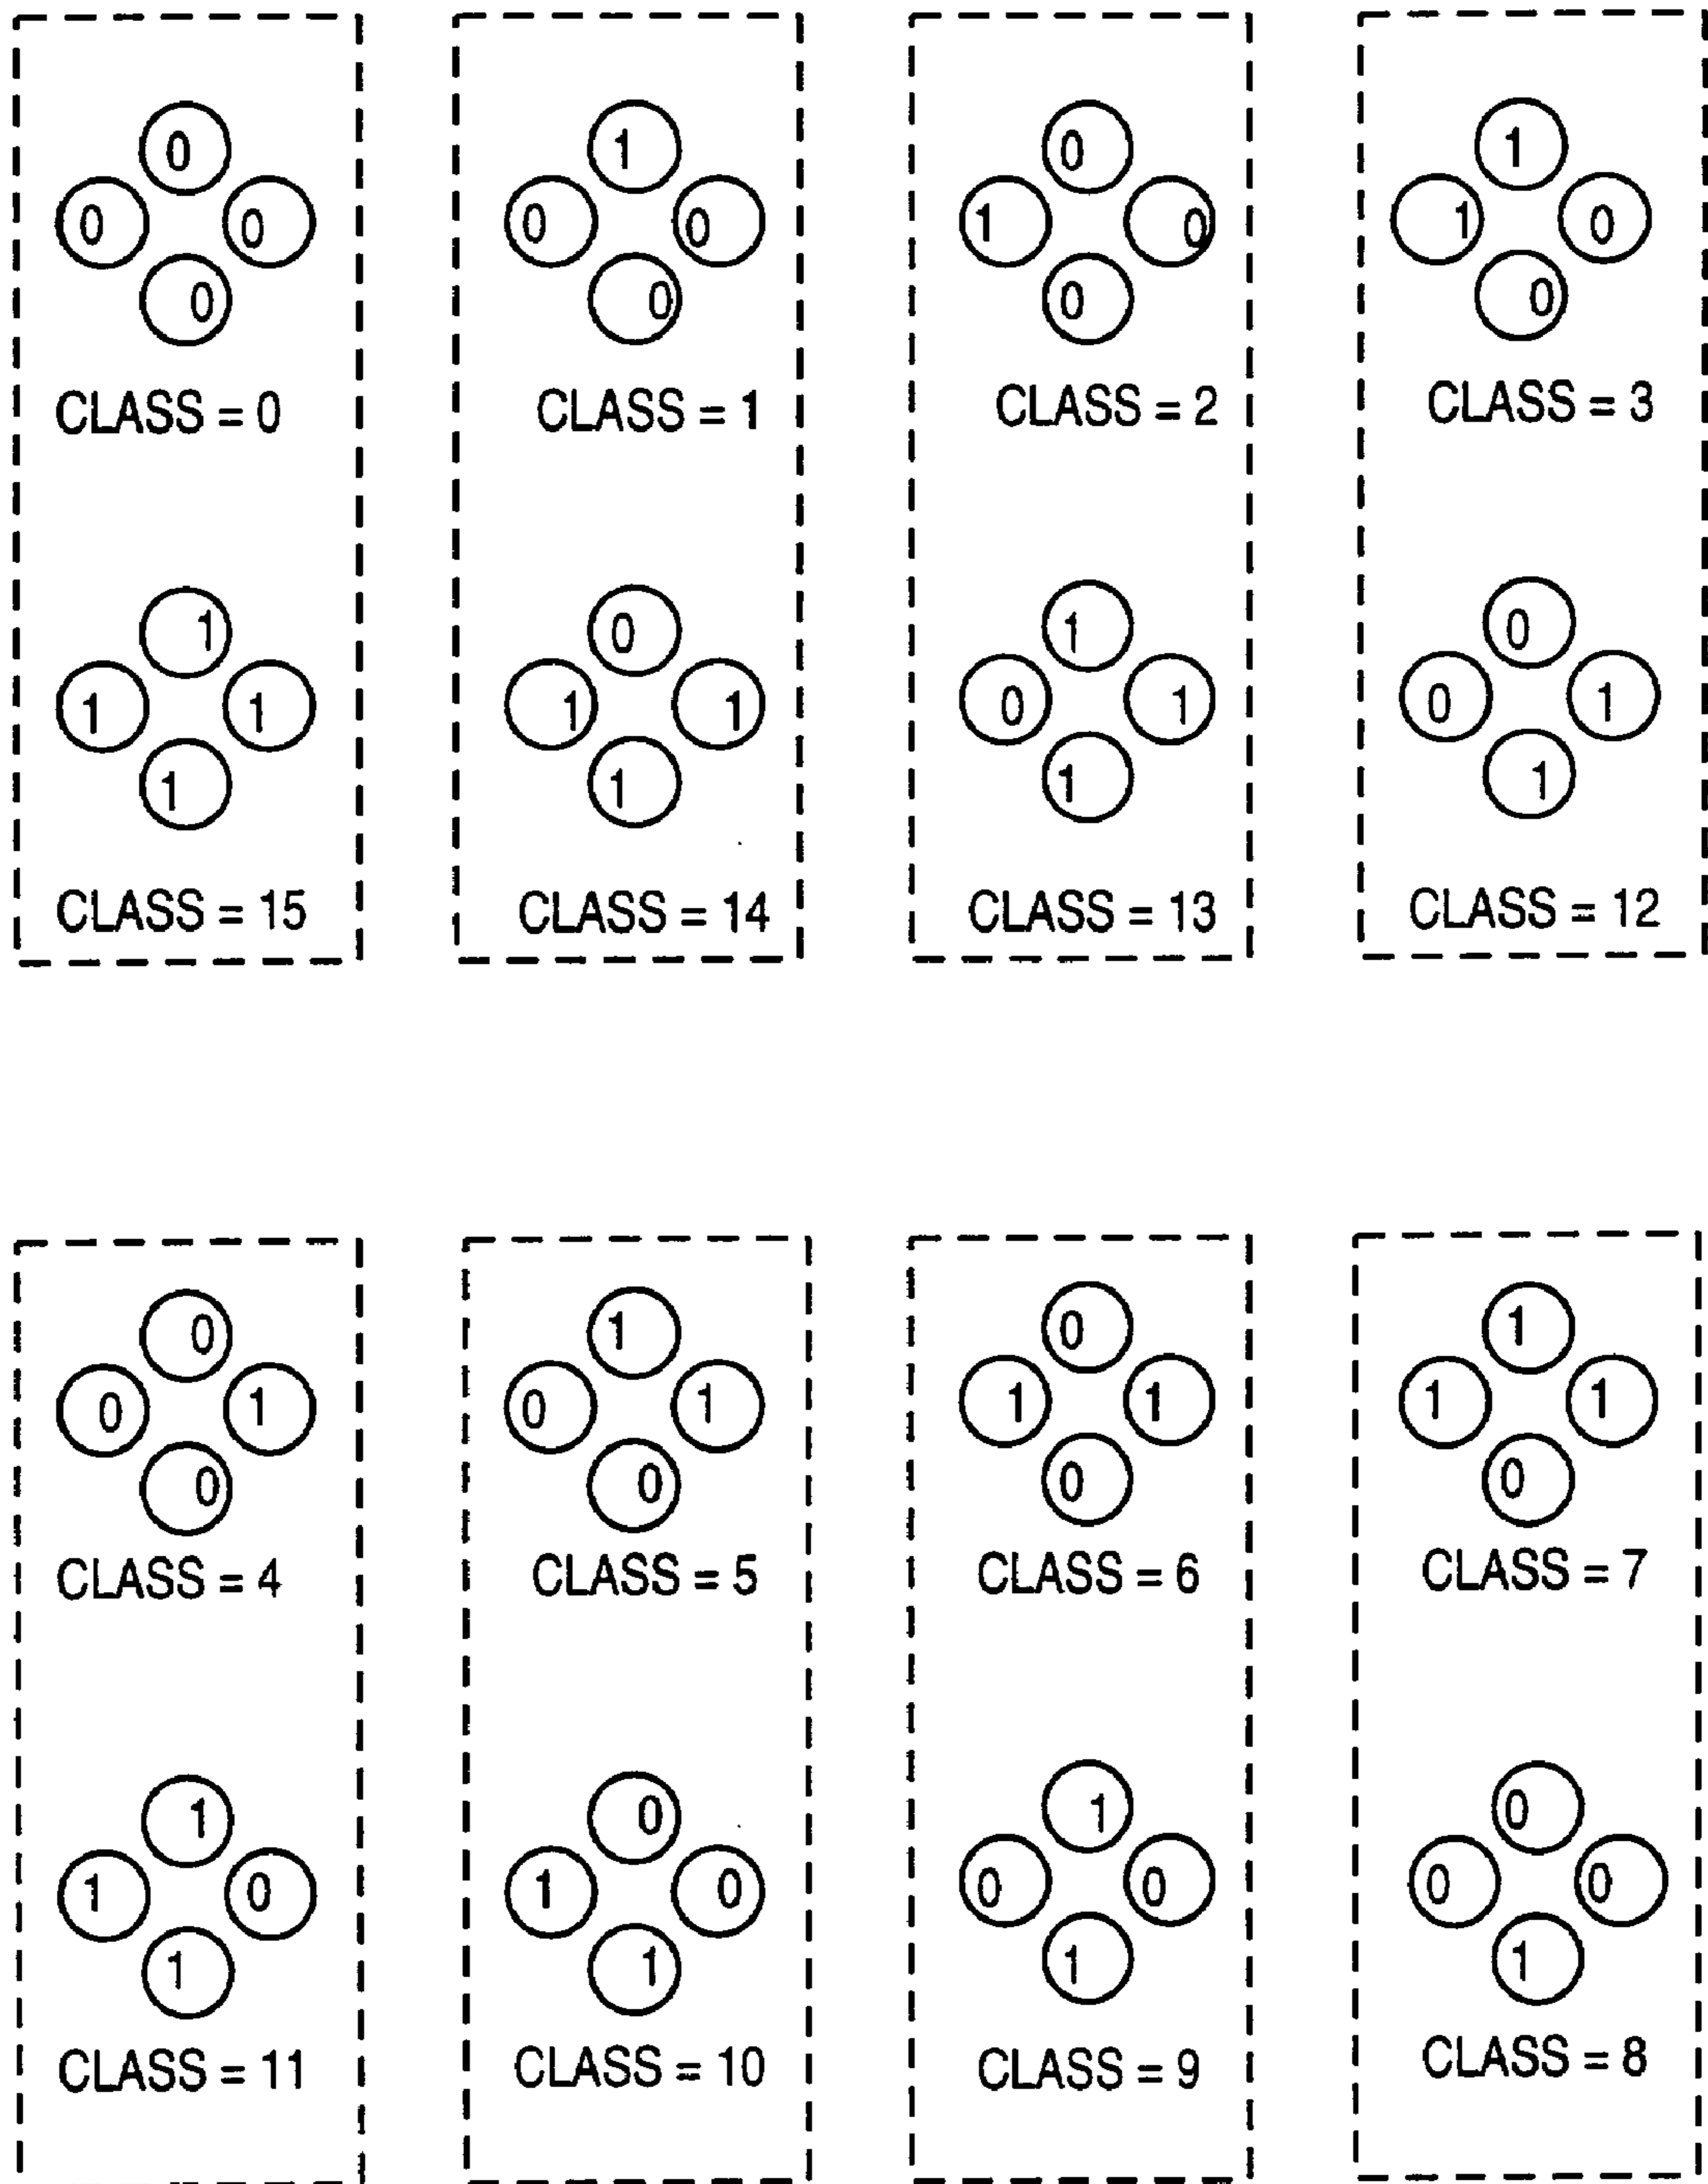 0 1 0 1
0 0 0 0 1 0 1 0
0 0 0 0
CLASS = 0 CLASS = 1 CLASS = 2 CLASS = 3
1 0 1 0
1 1 1 1 0 1 0 1
1 1 1 1
CLASS = 15 CLASS = 14 CLASS = 13 CLASS = 12
0 1 0 1
0 1 0 1 1 1 1 1
0 0 0 0
CLASS = 4 CLASS = 5 CLASS = 6 CLASS = 7
1 0 1 0
1 0 1 0 0 0 0 0
1 1 1 1
CLASS = 11 CLASS = 10 CLASS = 9 CLASS = 8